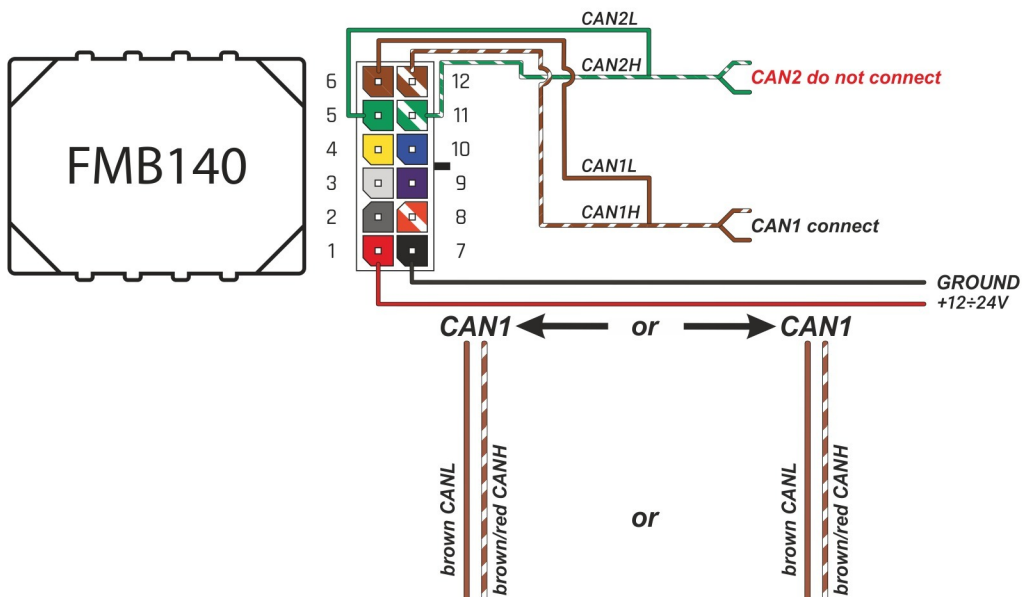 FMB140
CAN2L
CAN2H
CAN2 do not connect
6 12
5 11
4 10
3 9
2 8
1 7
CAN1L
CAN1H
CAN1 connect
GROUND
+12÷24V
CAN1 or CAN1
brown CANL
brown/red CANH
or
brown CANL
brown/red CANH